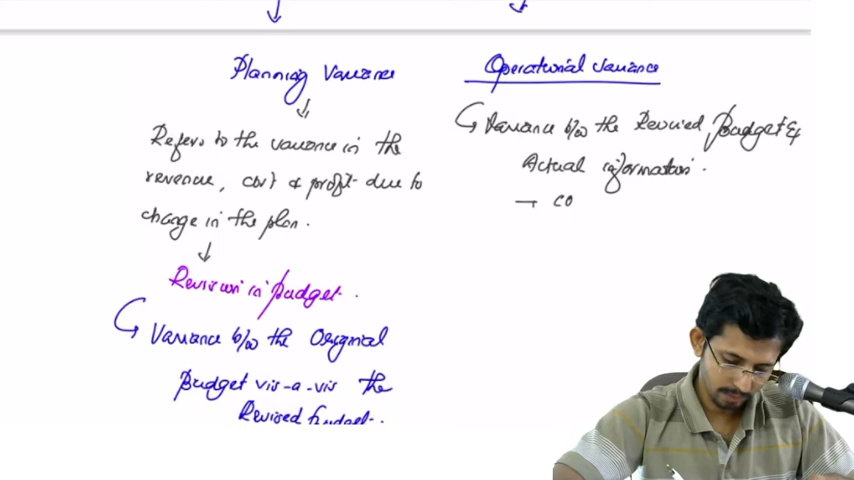 Planning Variance
Refers to the variance in the
revenue, cost & profit due to
change in the plan.
Revision in budget.
Variance b/w the Original
Budget vis-a-vis the
Revised budget.
Operational variance
Variance b/w the Revised Budget &
Actual information.
→ co